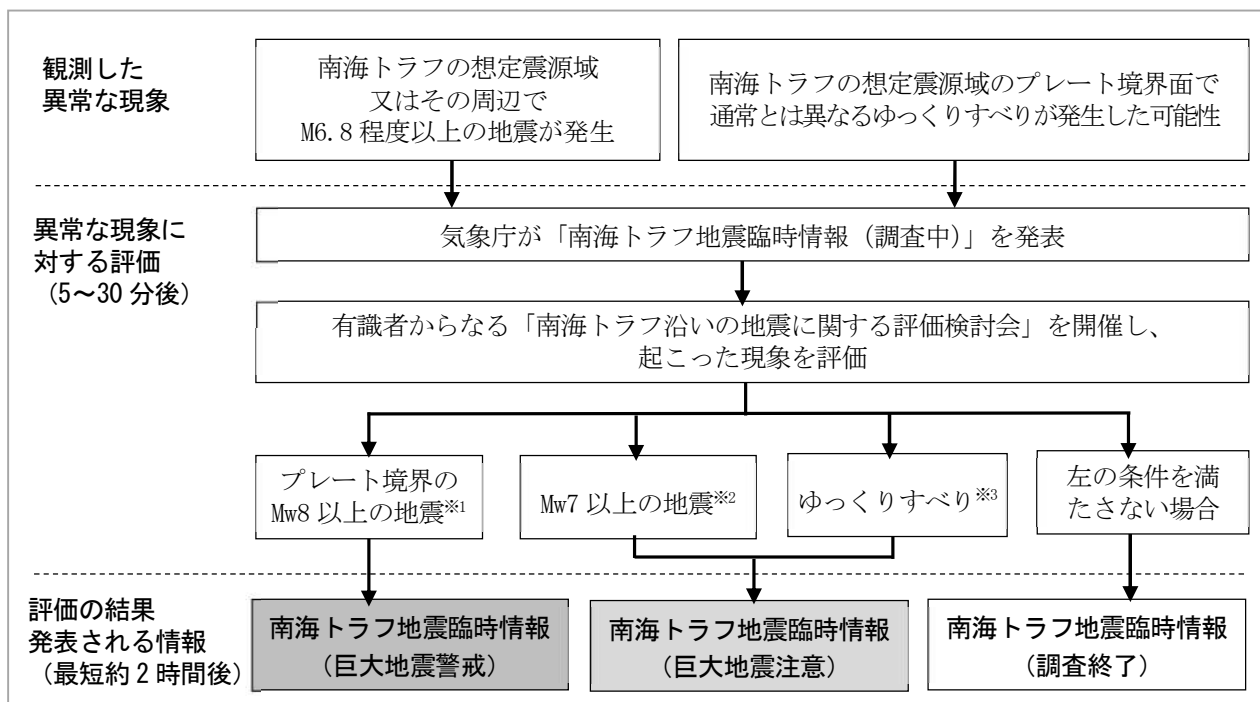 観測した
異常な現象
南海トラフの想定震源域
又はその周辺で
M6.8 程度以上の地震が発生
南海トラフの想定震源域のプレート境界面で
通常とは異なるゆっくりすべりが発生した可能性
異常な現象に
対する評価
(5～30 分後)
気象庁が「南海トラフ地震臨時情報（調査中）」を発表
有識者からなる「南海トラフ沿いの地震に関する評価検討会」を開催し、
起こった現象を評価
プレート境界の
Mw8 以上の地震※1
Mw7 以上の地震※2
ゆっくりすべり※3
左の条件を満
たさない場合
評価の結果
発表される情報
(最短約 2 時間後)
南海トラフ地震臨時情報
(巨大地震警戒)
南海トラフ地震臨時情報
(巨大地震注意)
南海トラフ地震臨時情報
(調査終了)